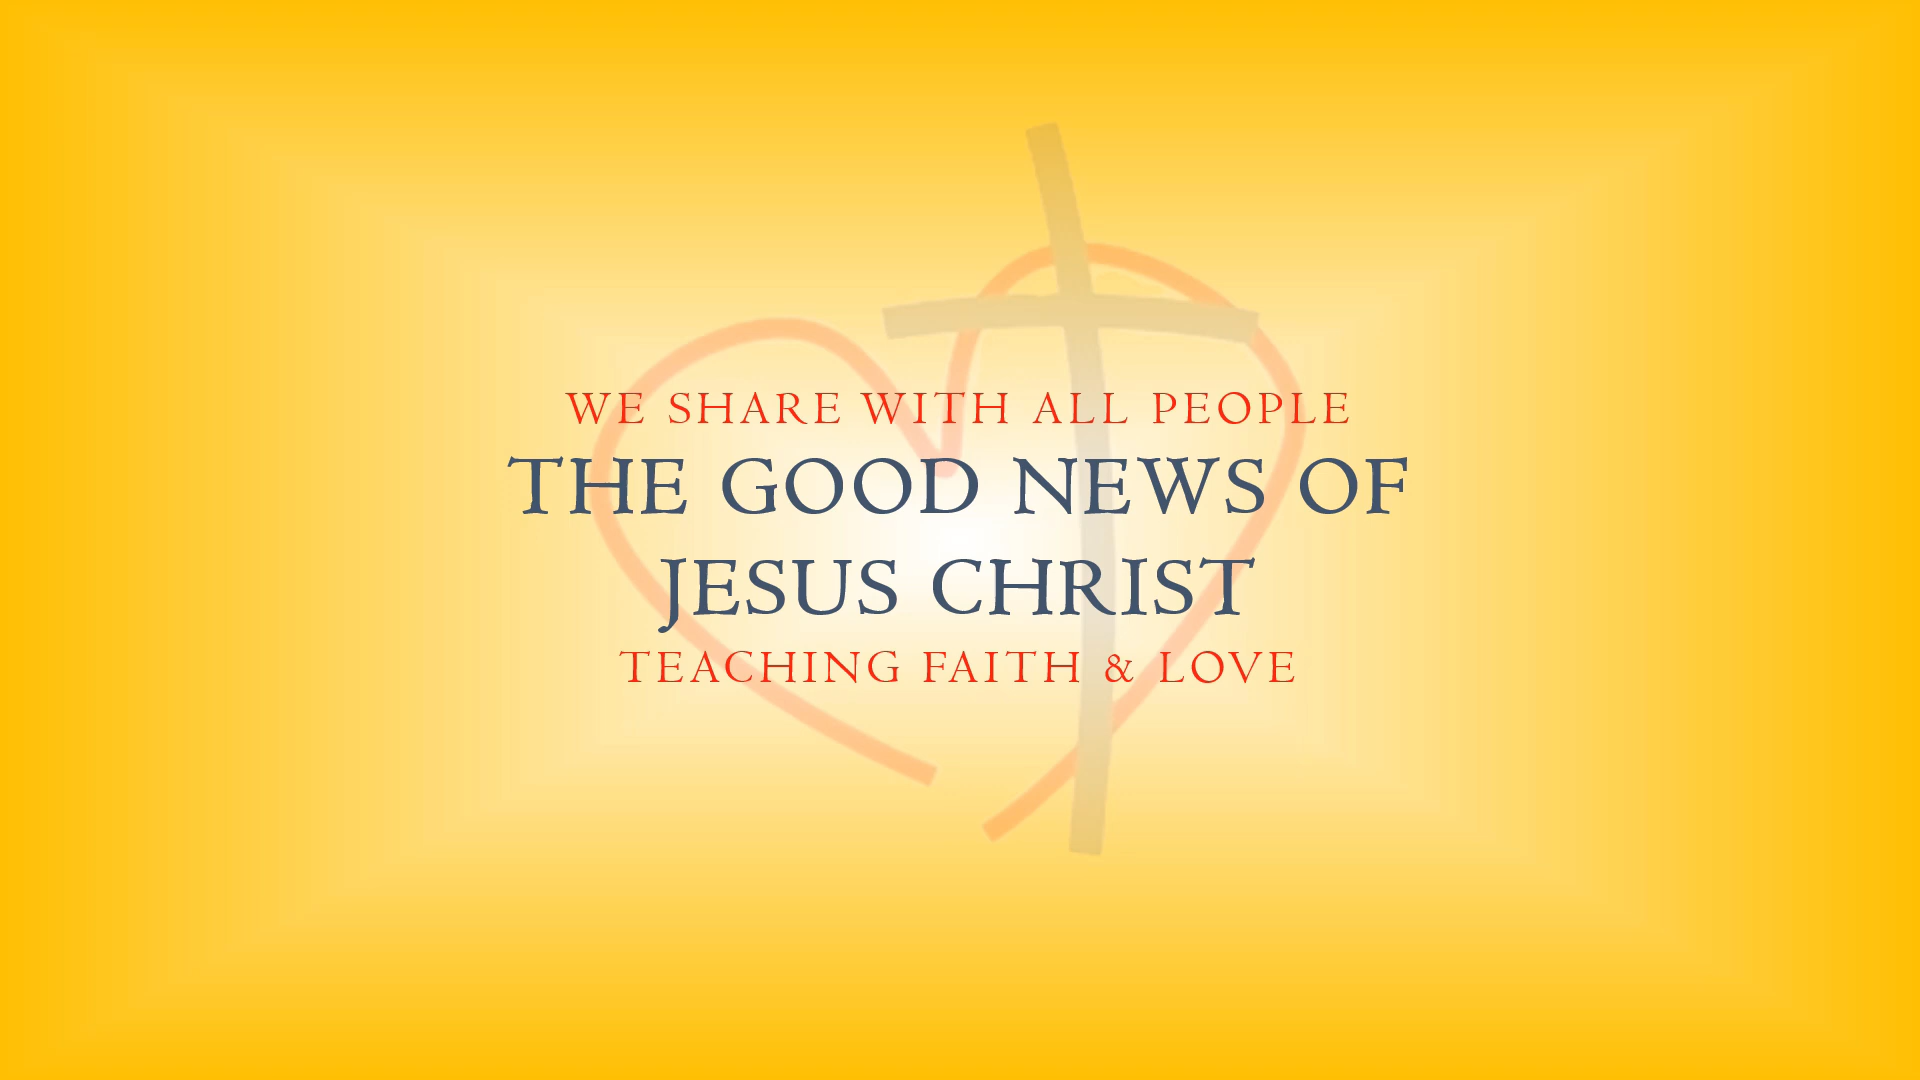 WE SHARE WITH ALL PEOPLE
THE GOOD NEWS OF
JESUS CHRIST
TEACHING FAITH & LOVE